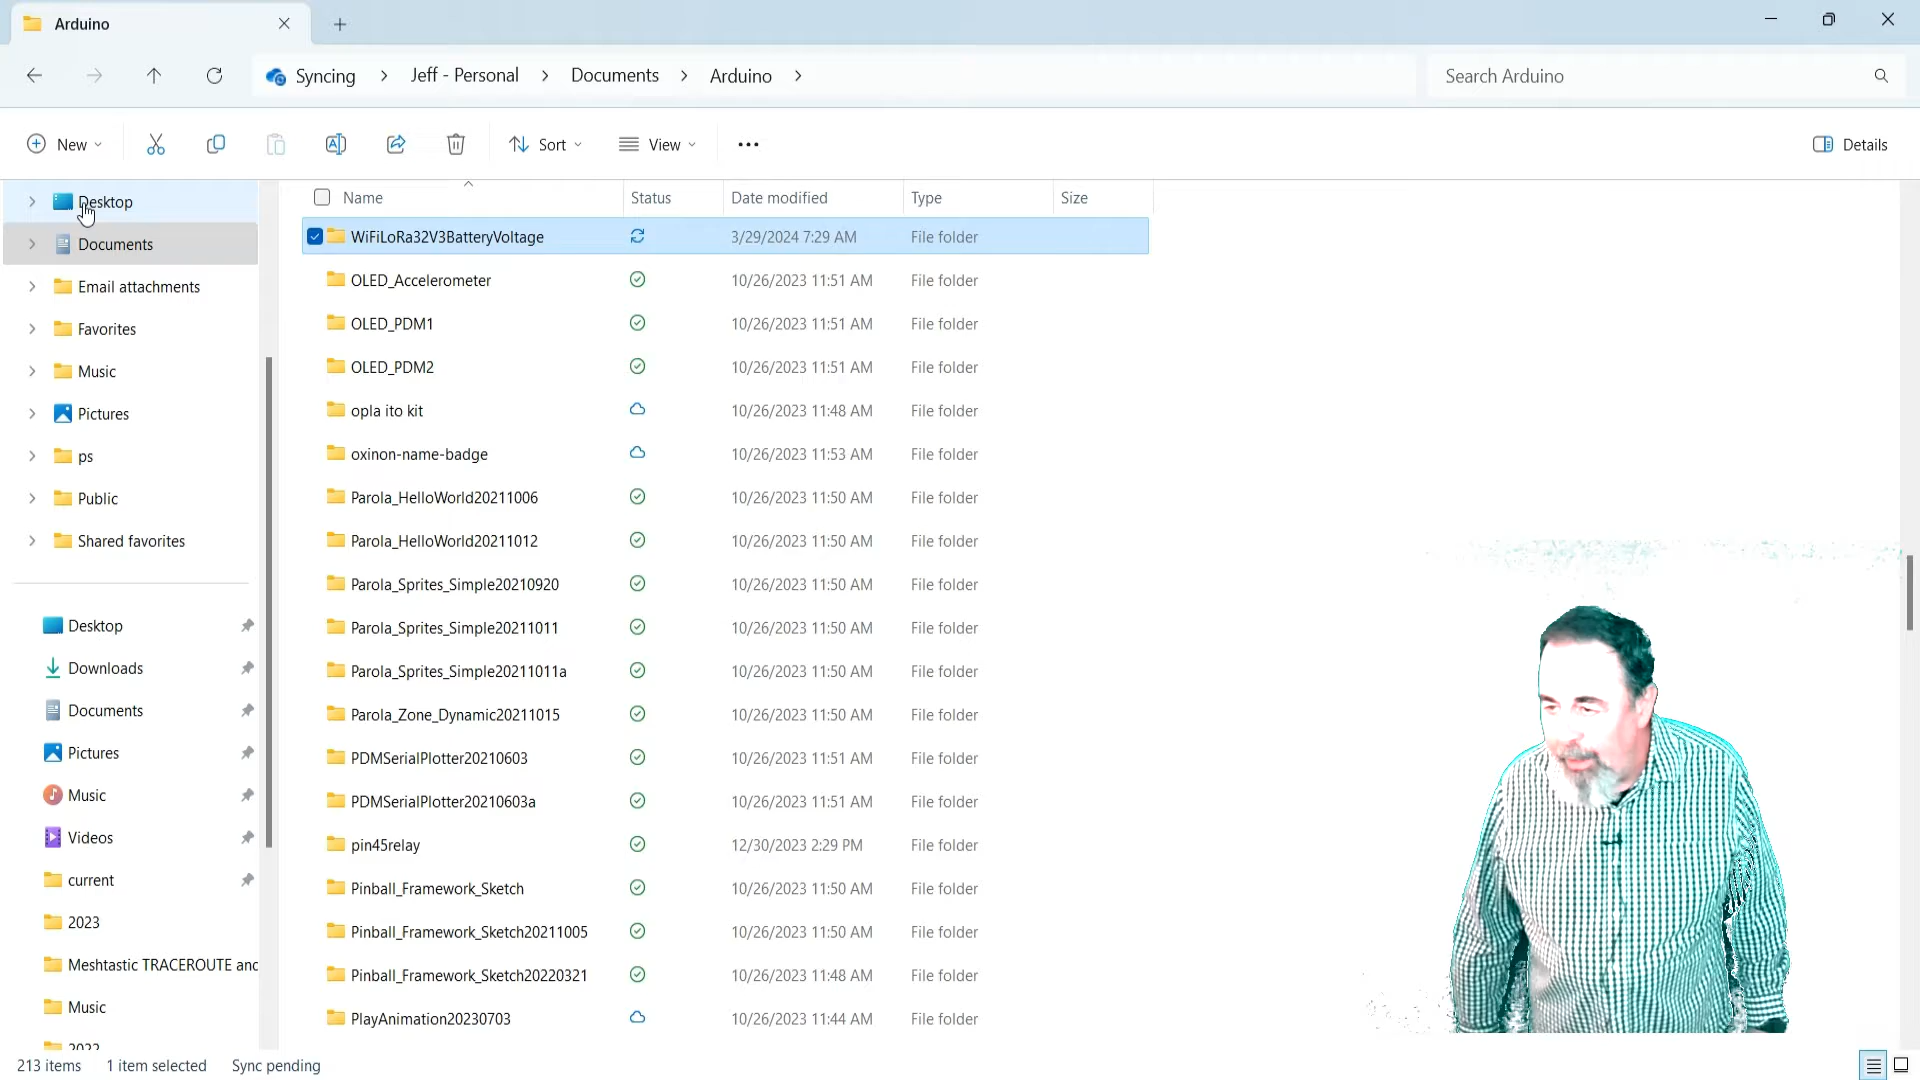 Arduino
Syncing > Jeff - Personal > Documents > Arduino >
Search Arduino
New
Sort
View
Details
Desktop
Documents
Email attachments
Favorites
Music
Pictures
ps
Public
Shared favorites
Desktop
Downloads
Documents
Pictures
Music
Videos
current
2023
Meshtastic TRACEROUTE and
Music
2022
Name Status Date modified Type Size
WiFiLoRa32V3BatteryVoltage 3/29/2024 7:29 AM File folder
OLED_Accelerometer 10/26/2023 11:51 AM File folder
OLED_PDM1 10/26/2023 11:51 AM File folder
OLED_PDM2 10/26/2023 11:51 AM File folder
opla ito kit 10/26/2023 11:48 AM File folder
oxinon-name-badge 10/26/2023 11:53 AM File folder
Parola_HelloWorld20211006 10/26/2023 11:50 AM File folder
Parola_HelloWorld20211012 10/26/2023 11:50 AM File folder
Parola_Sprites_Simple20210920 10/26/2023 11:50 AM File folder
Parola_Sprites_Simple20211011 10/26/2023 11:50 AM File folder
Parola_Sprites_Simple20211011a 10/26/2023 11:50 AM File folder
Parola_Zone_Dynamic20211015 10/26/2023 11:50 AM File folder
PDMSerialPlotter20210603 10/26/2023 11:51 AM File folder
PDMSerialPlotter20210603a 10/26/2023 11:51 AM File folder
pin45relay 12/30/2023 2:29 PM File folder
Pinball_Framework_Sketch 10/26/2023 11:50 AM File folder
Pinball_Framework_Sketch20211005 10/26/2023 11:50 AM File folder
Pinball_Framework_Sketch20220321 10/26/2023 11:48 AM File folder
PlayAnimation20230703 10/26/2023 11:44 AM File folder
213 items 1 item selected Sync pending